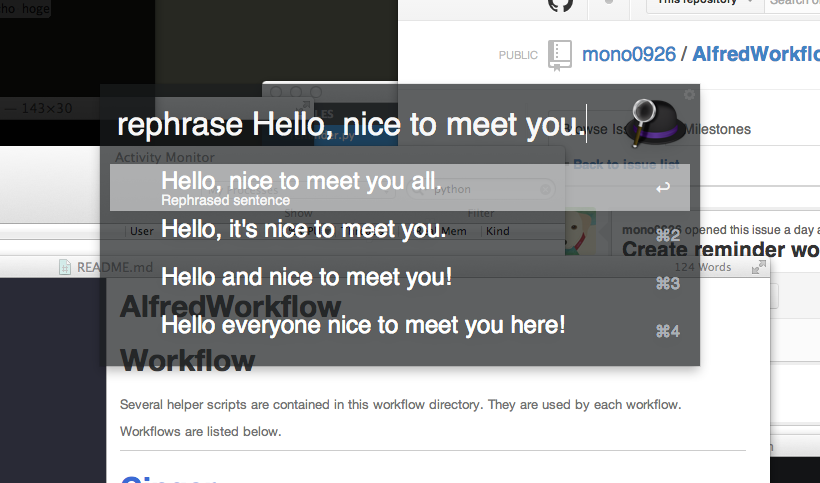 ho hoge
This repository
Search or
PUBLIC mono0926 / AlfredWorkflo
— 143×30
rephrase Hello, nice to meet you.
Browse Iss Milestones
Activity Monitor
Back to issue list
Hello, nice to meet you all.
Rephrased sentence
python
Show Filter
Hello, it's nice to meet you.
⌘2
User Mem Kind
mono0926 opened this issue a day a
Create reminder wo
README.md
124 Words
Hello and nice to meet you!
⌘3
AlfredWorkflow
Hello everyone nice to meet you here!
⌘4
Workflow
Several helper scripts are contained in this workflow directory. They are used by each workflow.
Workflows are listed below.